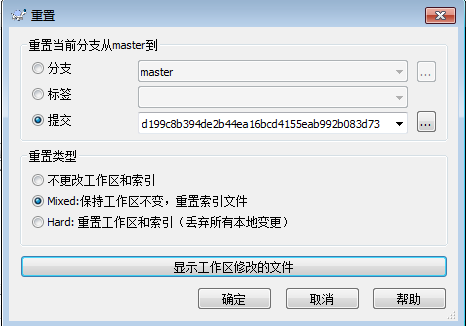 重置
重置当前分支从master到
分支
master
...
标签
提交
d199c8b394de2b44ea16bcd4155eab992b083d73
...
重置类型
不更改工作区和索引
Mixed:保持工作区不变，重置索引文件
Hard: 重置工作区和索引（丢弃所有本地变更）
显示工作区修改的文件
确定
取消
帮助